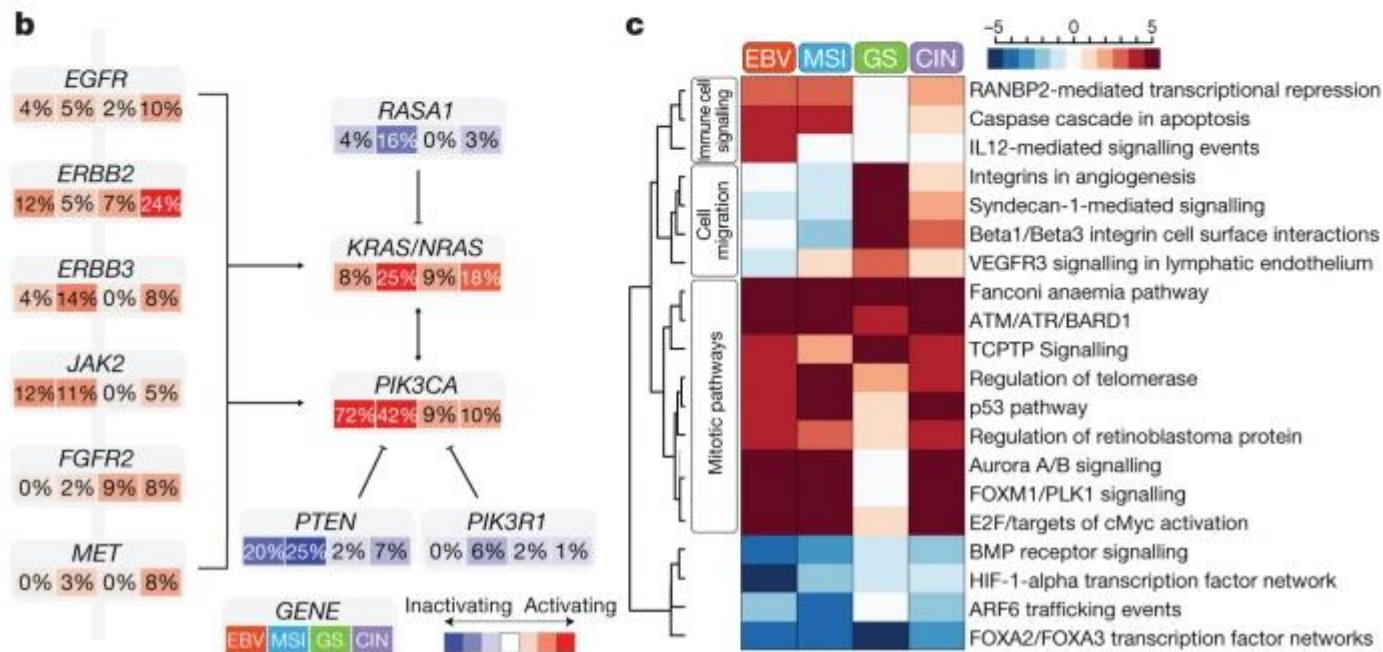 b
EGFR
4% 5% 2% 10%
ERBB2
12% 5% 7% 24%
ERBB3
4% 14% 0% 8%
JAK2
12% 11% 0% 5%
FGFR2
0% 2% 9% 8%
MET
0% 3% 0% 8%
RASA1
4% 16% 0% 3%
KRAS/NRAS
8% 25% 9% 18%
PIK3CA
72% 42% 9% 10%
PTEN
20% 25% 2% 7%
PIK3R1
0% 6% 2% 1%
GENE
EBV MSI GS CIN
Inactivating Activating
c
EBV MSI GS CIN
−5 0 5
Immune cell
signaling
Cell
migration
Mitotic pathways
RANBP2-mediated transcriptional repression
Caspase cascade in apoptosis
IL12-mediated signalling events
Integrins in angiogenesis
Syndecan-1-mediated signalling
Beta1/Beta3 integrin cell surface interactions
VEGFR3 signalling in lymphatic endothelium
Fanconi anaemia pathway
ATM/ATR/BARD1
TCPTP Signalling
Regulation of telomerase
p53 pathway
Regulation of retinoblastoma protein
Aurora A/B signalling
FOXM1/PLK1 signalling
E2F/targets of cMyc activation
BMP receptor signalling
HIF-1-alpha transcription factor network
ARF6 trafficking events
FOXA2/FOXA3 transcription factor networks